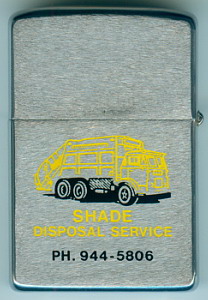 SHADE
DISPOSAL SERVICE
PH. 944-5806